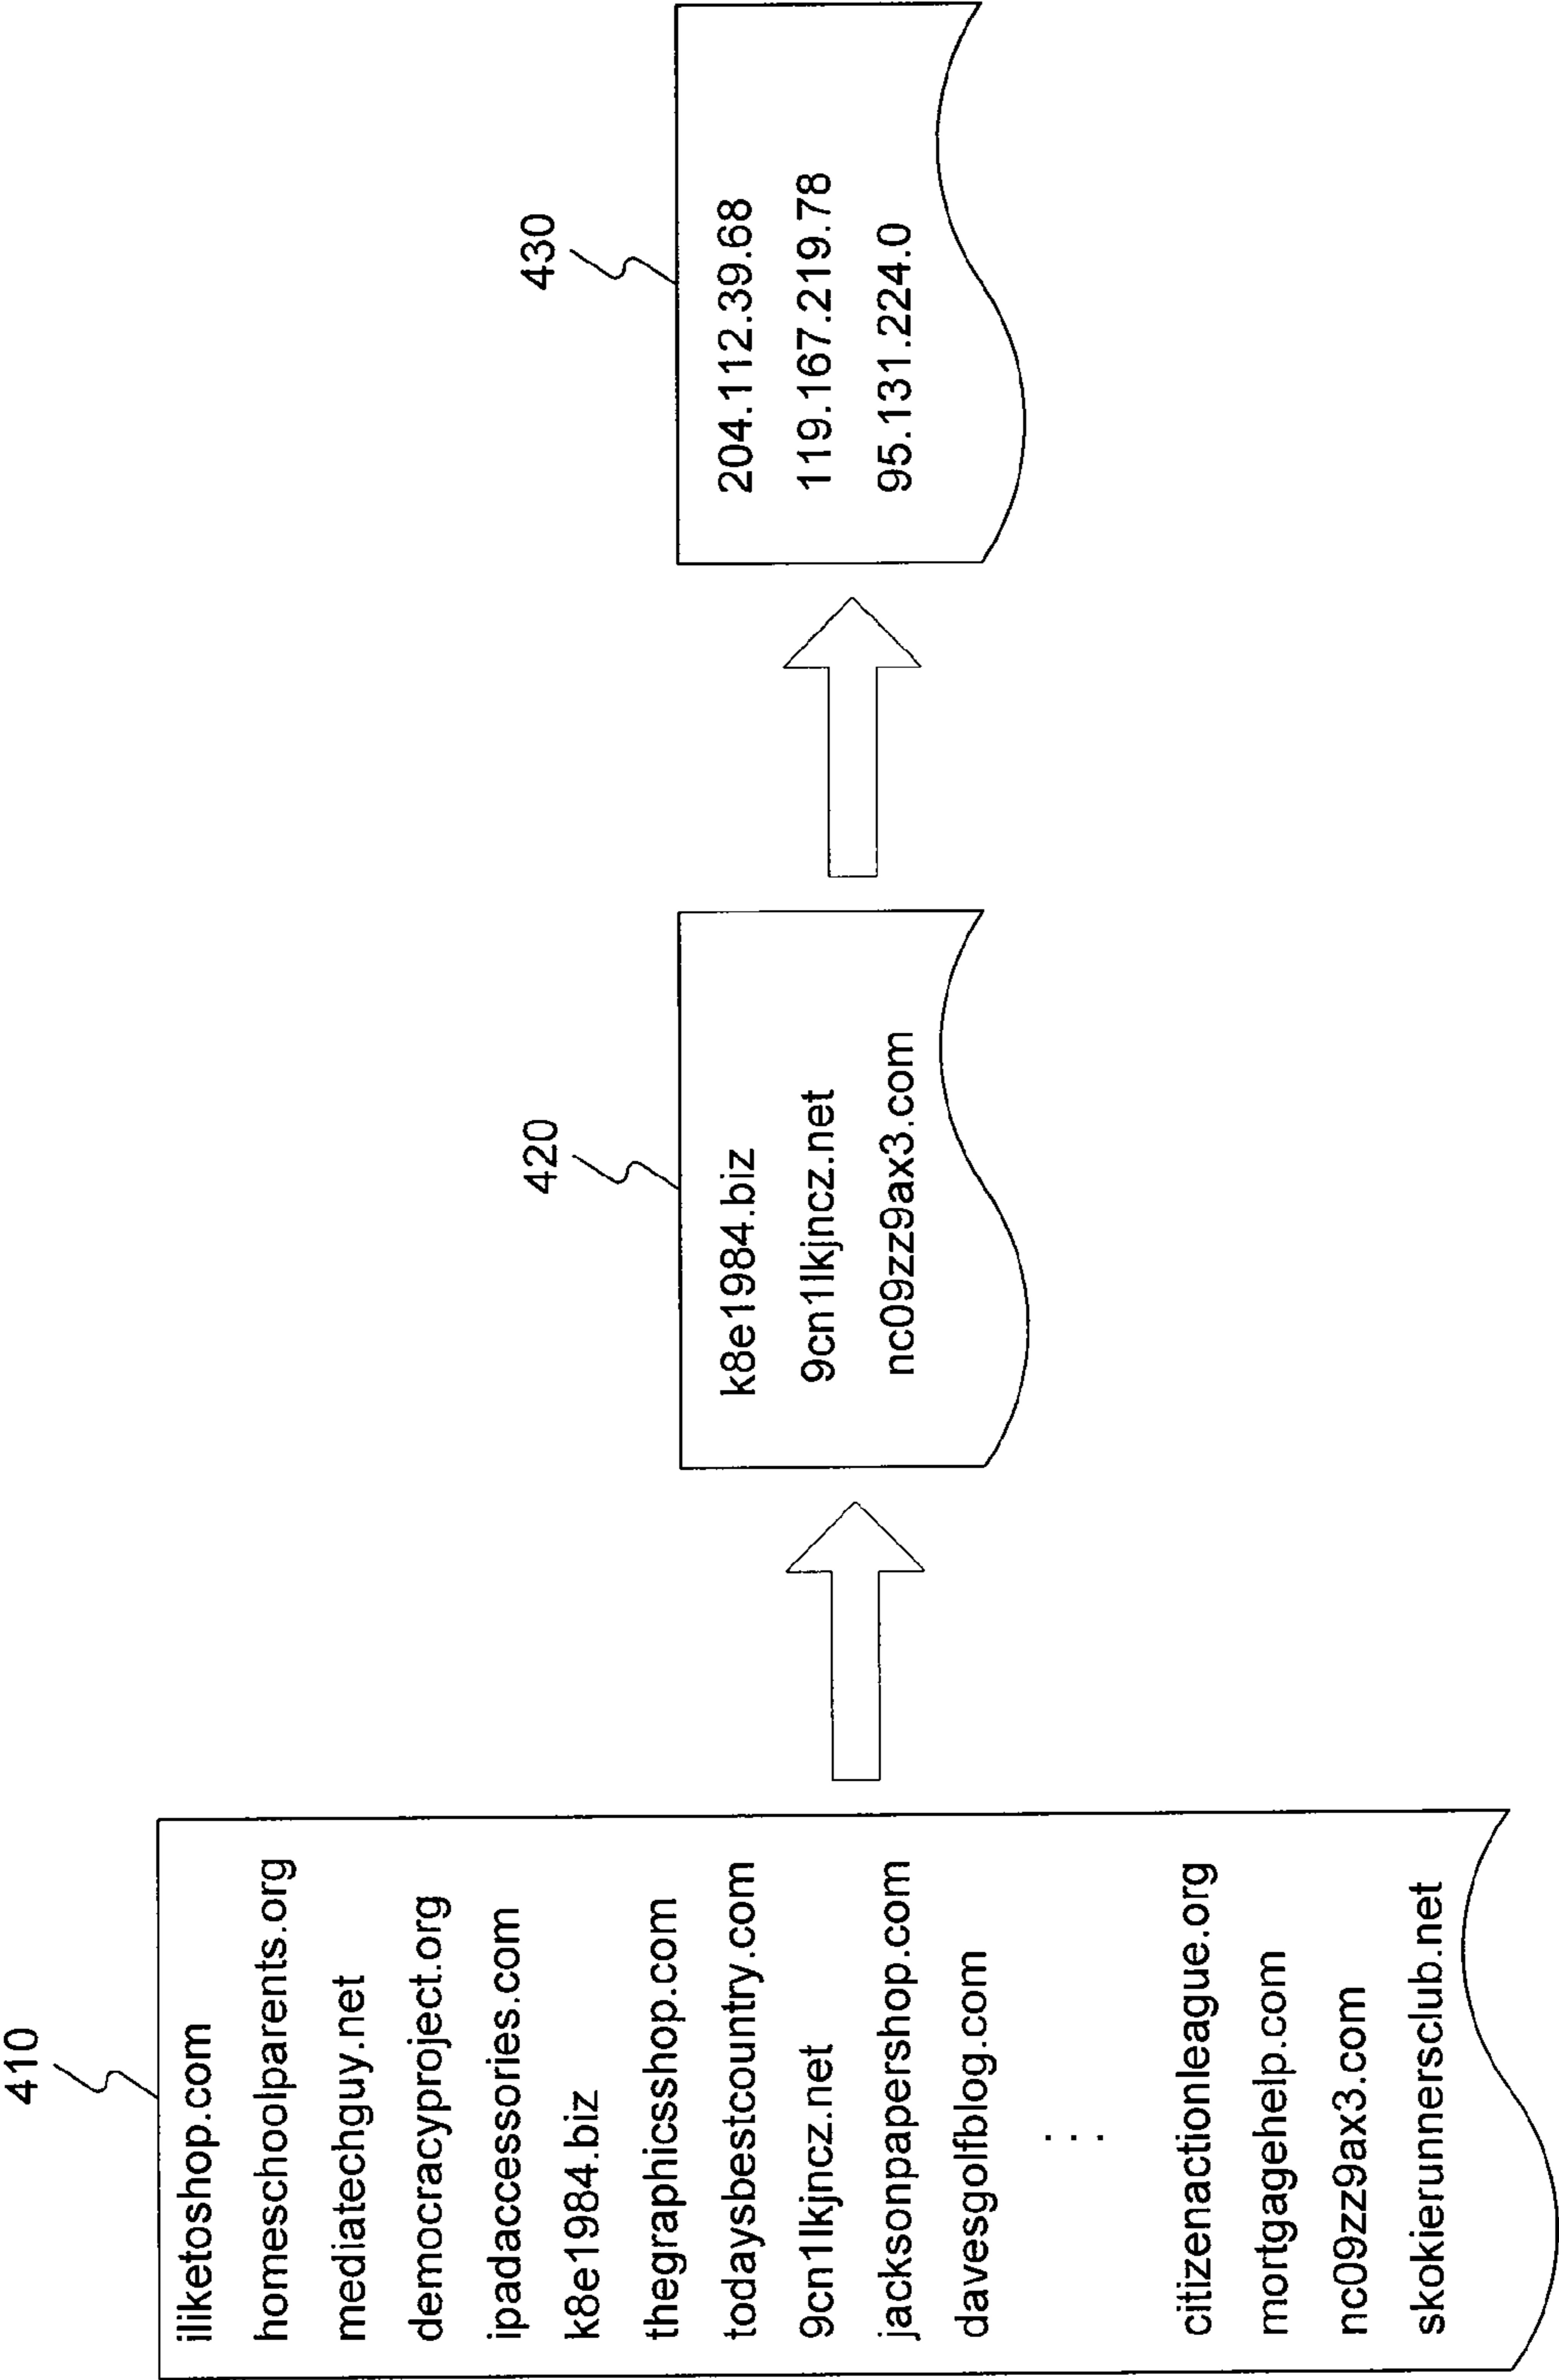 410
iliketoshop.com
homeschoolparents.org
mediatechguy.net
democracyproject.org
ipadaccessories.com
k8e1984.biz
thegraphicsshop.com
todaysbestcountry.com
9cn1lkjncz.net
jacksonpapershop.com
davesgolfblog.com
...
citizenactionleague.org
mortgagehelp.com
nc09zz9ax3.com
skokierunnersclub.net
420
k8e1984.biz
9cn1lkjncz.net
nc09zz9ax3.com
430
204.112.39.68
119.167.219.78
95.131.224.0